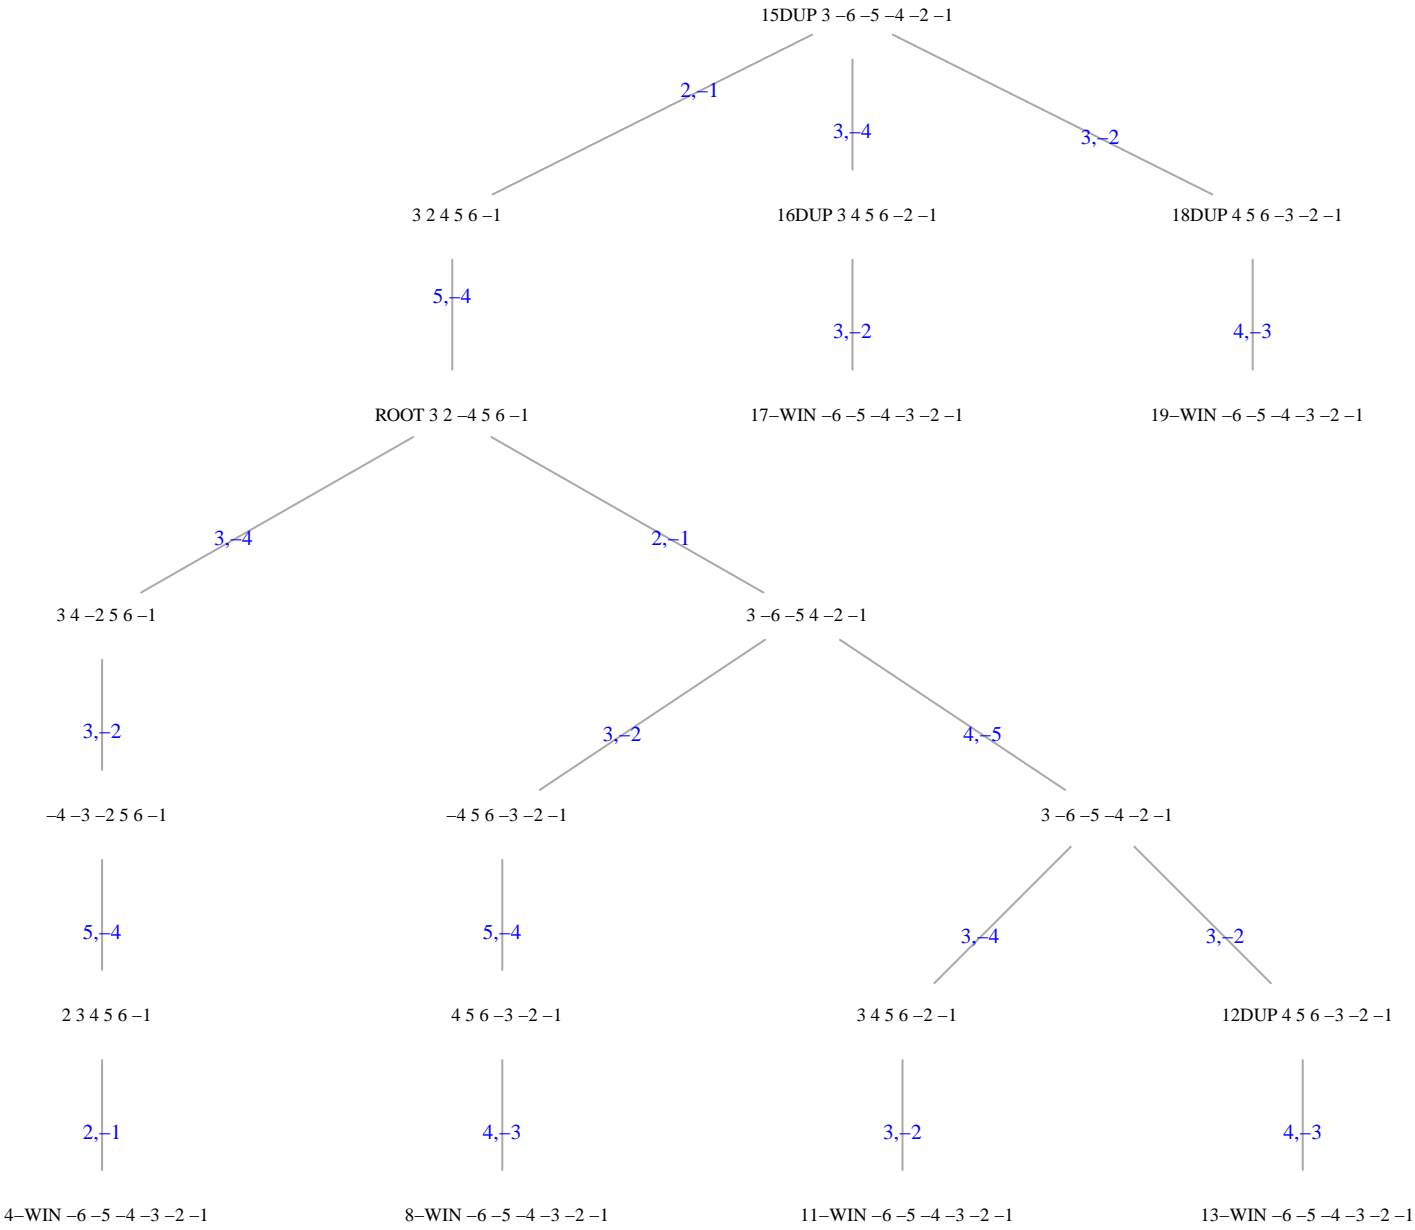 15DUP 3 –6 –5 –4 –2 –1
2,–1
3,–4
3,–2
3 2 4 5 6 –1
16DUP 3 4 5 6 –2 –1
18DUP 4 5 6 –3 –2 –1
5,–4
3,–2
4,–3
ROOT 3 2 –4 5 6 –1
17–WIN –6 –5 –4 –3 –2 –1
19–WIN –6 –5 –4 –3 –2 –1
3,–4
2,–1
3 4 –2 5 6 –1
3 –6 –5 4 –2 –1
3,–2
3,–2
4,–5
–4 –3 –2 5 6 –1
–4 5 6 –3 –2 –1
3 –6 –5 –4 –2 –1
5,–4
5,–4
3,–4
3,–2
2 3 4 5 6 –1
4 5 6 –3 –2 –1
3 4 5 6 –2 –1
12DUP 4 5 6 –3 –2 –1
2,–1
4,–3
3,–2
4,–3
4–WIN –6 –5 –4 –3 –2 –1
8–WIN –6 –5 –4 –3 –2 –1
11–WIN –6 –5 –4 –3 –2 –1
13–WIN –6 –5 –4 –3 –2 –1